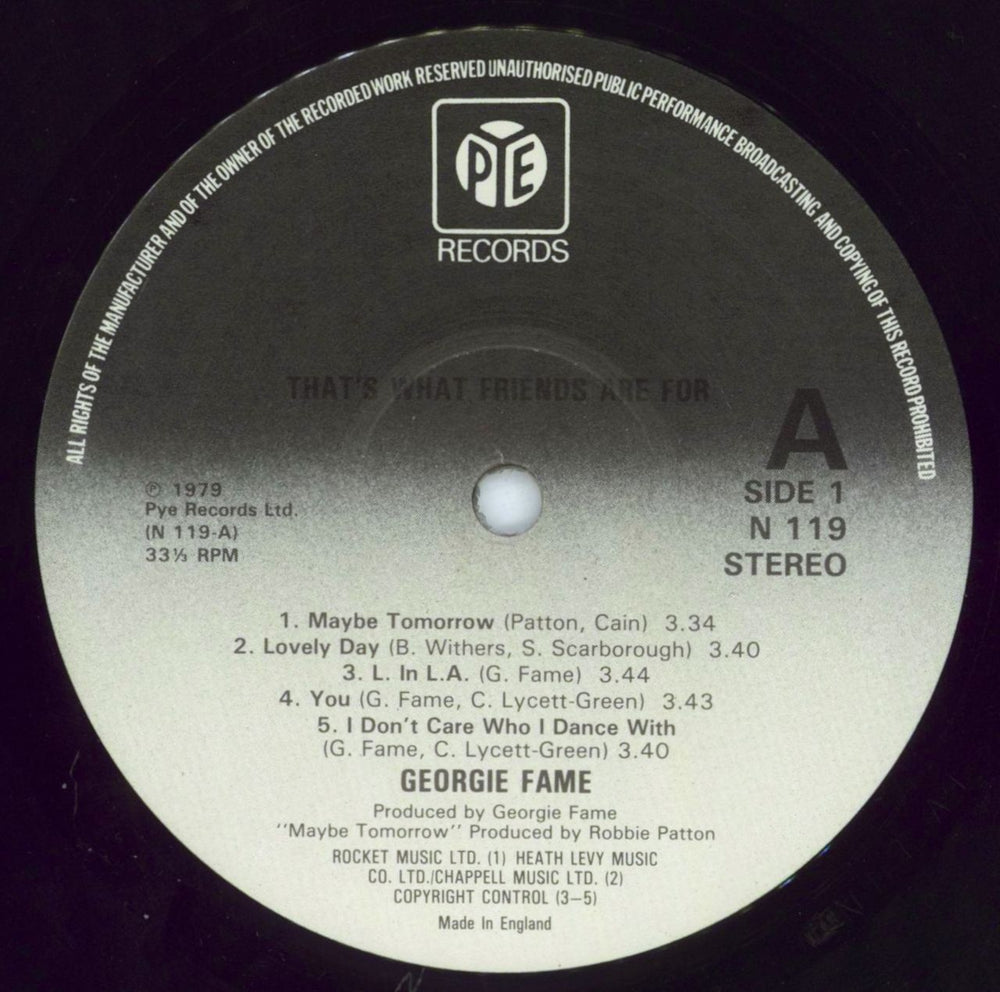 ALL RIGHTS OF THE MANUFACTURER AND OF THE OWNER OF THE RECORDED WORK RESERVED UNAUTHORISED PUBLIC PERFORMANCE BROADCASTING AND COPYING OF THIS RECORD PROHIBITED
PYE
RECORDS
THAT'S WHAT FRIENDS ARE FOR
A
SIDE 1
N 119
STEREO
℗ 1979
Pye Records Ltd.
(N 119-A)
33⅓ RPM
1. Maybe Tomorrow (Patton, Cain) 3.34
2. Lovely Day (B. Withers, S. Scarborough) 3.40
3. L. In L.A. (G. Fame) 3.44
4. You (G. Fame, C. Lycett-Green) 3.43
5. I Don't Care Who I Dance With
(G. Fame, C. Lycett-Green) 3.40
GEORGIE FAME
Produced by Georgie Fame
"Maybe Tomorrow" Produced by Robbie Patton
ROCKET MUSIC LTD. (1) HEATH LEVY MUSIC
CO. LTD./CHAPPELL MUSIC LTD. (2)
COPYRIGHT CONTROL (3–5)
Made In England